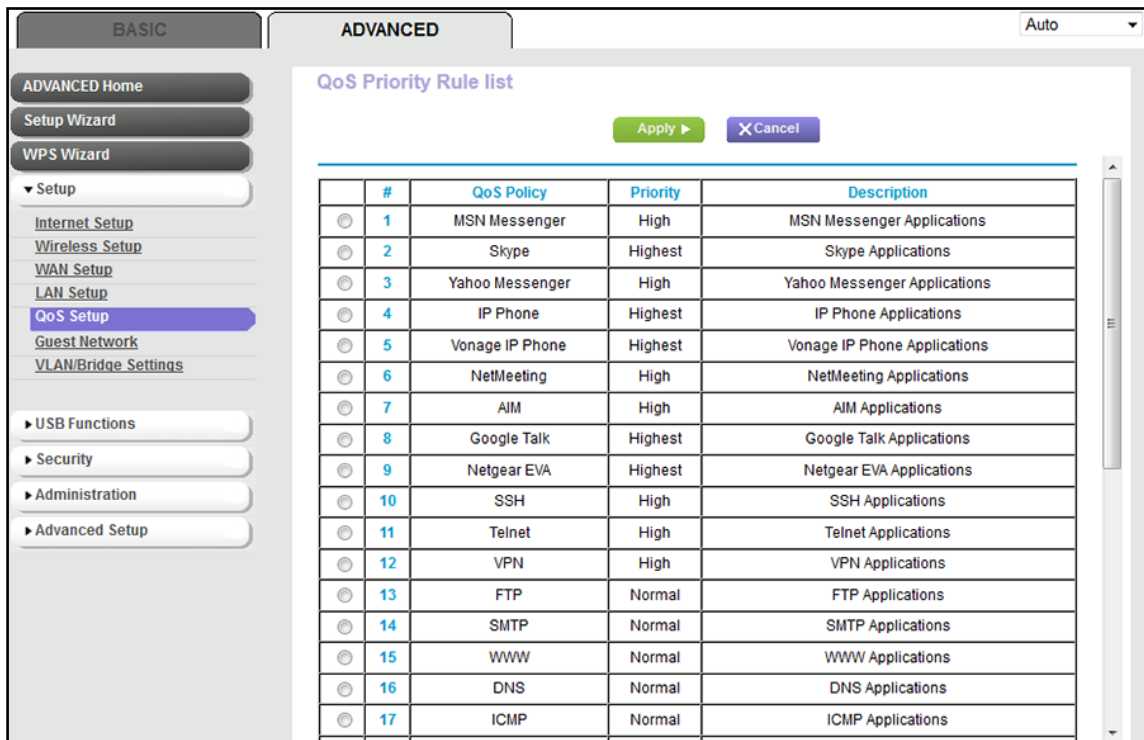 BASIC
ADVANCED
Auto
ADVANCED Home
Setup Wizard
WPS Wizard
Setup
Internet Setup
Wireless Setup
WAN Setup
LAN Setup
QoS Setup
Guest Network
VLAN/Bridge Settings
USB Functions
Security
Administration
Advanced Setup
QoS Priority Rule list
Apply
Cancel
# QoS Policy Priority Description
1 MSN Messenger High MSN Messenger Applications
2 Skype Highest Skype Applications
3 Yahoo Messenger High Yahoo Messenger Applications
4 IP Phone Highest IP Phone Applications
5 Vonage IP Phone Highest Vonage IP Phone Applications
6 NetMeeting High NetMeeting Applications
7 AIM High AIM Applications
8 Google Talk Highest Google Talk Applications
9 Netgear EVA Highest Netgear EVA Applications
10 SSH High SSH Applications
11 Telnet High Telnet Applications
12 VPN High VPN Applications
13 FTP Normal FTP Applications
14 SMTP Normal SMTP Applications
15 WWW Normal WWW Applications
16 DNS Normal DNS Applications
17 ICMP Normal ICMP Applications